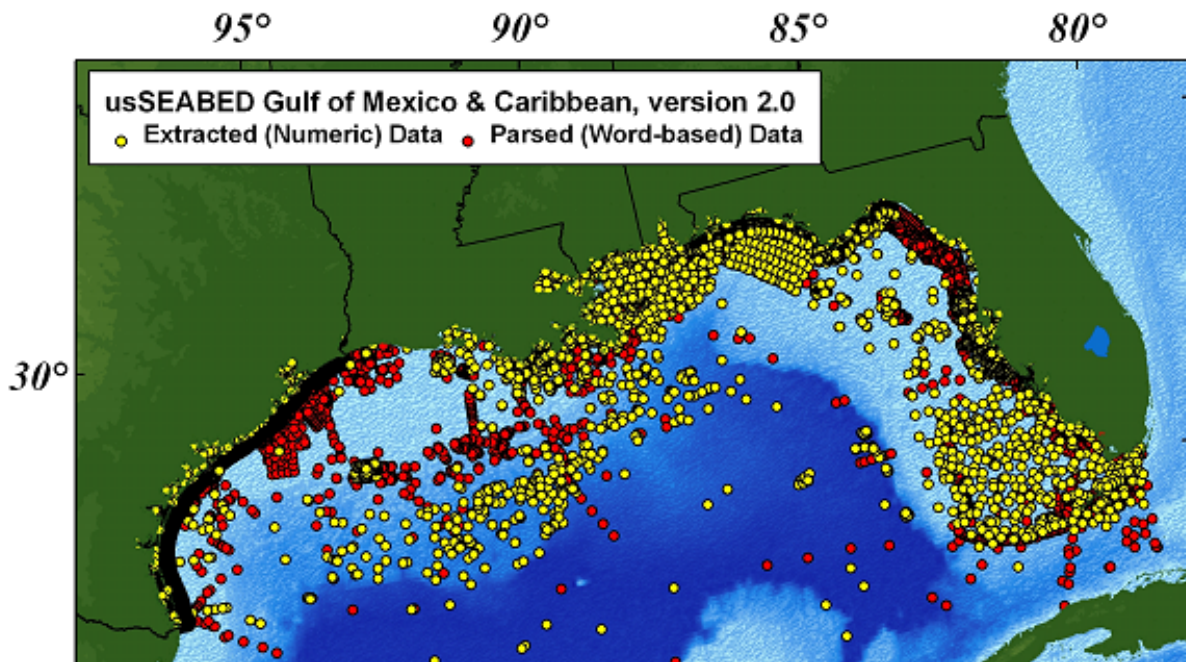 95° 90° 85° 80°
usSEABED Gulf of Mexico & Caribbean, version 2.0
Extracted (Numeric) Data Parsed (Word-based) Data
30°